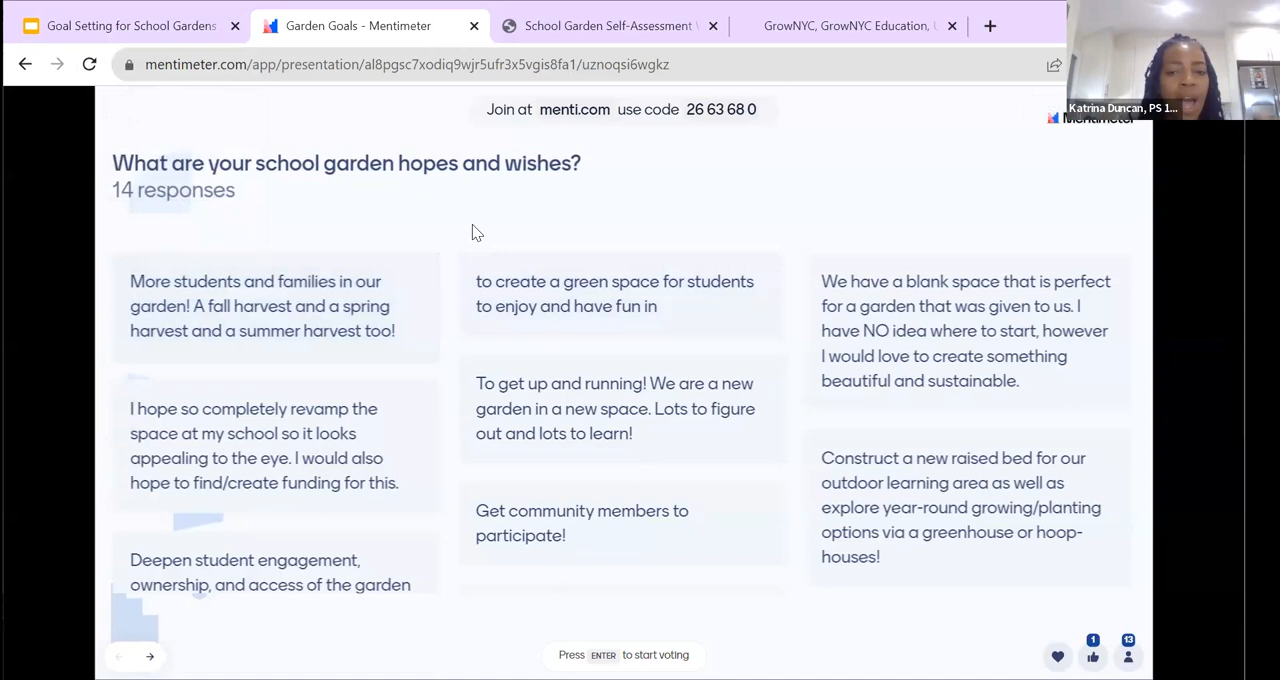 Goal Setting for School Gardens
Garden Goals - Mentimeter
School Garden Self-Assessment
GrowNYC, GrowNYC Education,
mentimeter.com/app/presentation/al8pgsc7xodiq9wjr5ufr3x5vgis8fa1/uznoqsi6wgkz
Katrina Duncan, PS 1...
Join at menti.com use code 26 63 68 0
Mentimeter
What are your school garden hopes and wishes?
14 responses
More students and families in our
garden! A fall harvest and a spring
harvest and a summer harvest too!
I hope so completely revamp the
space at my school so it looks
appealing to the eye. I would also
hope to find/create funding for this.
Deepen student engagement,
ownership, and access of the garden
to create a green space for students
to enjoy and have fun in
To get up and running! We are a new
garden in a new space. Lots to figure
out and lots to learn!
Get community members to
participate!
We have a blank space that is perfect
for a garden that was given to us. I
have NO idea where to start, however
I would love to create something
beautiful and sustainable.
Construct a new raised bed for our
outdoor learning area as well as
explore year-round growing/planting
options via a greenhouse or hoop-
houses!
Press ENTER to start voting
1
13